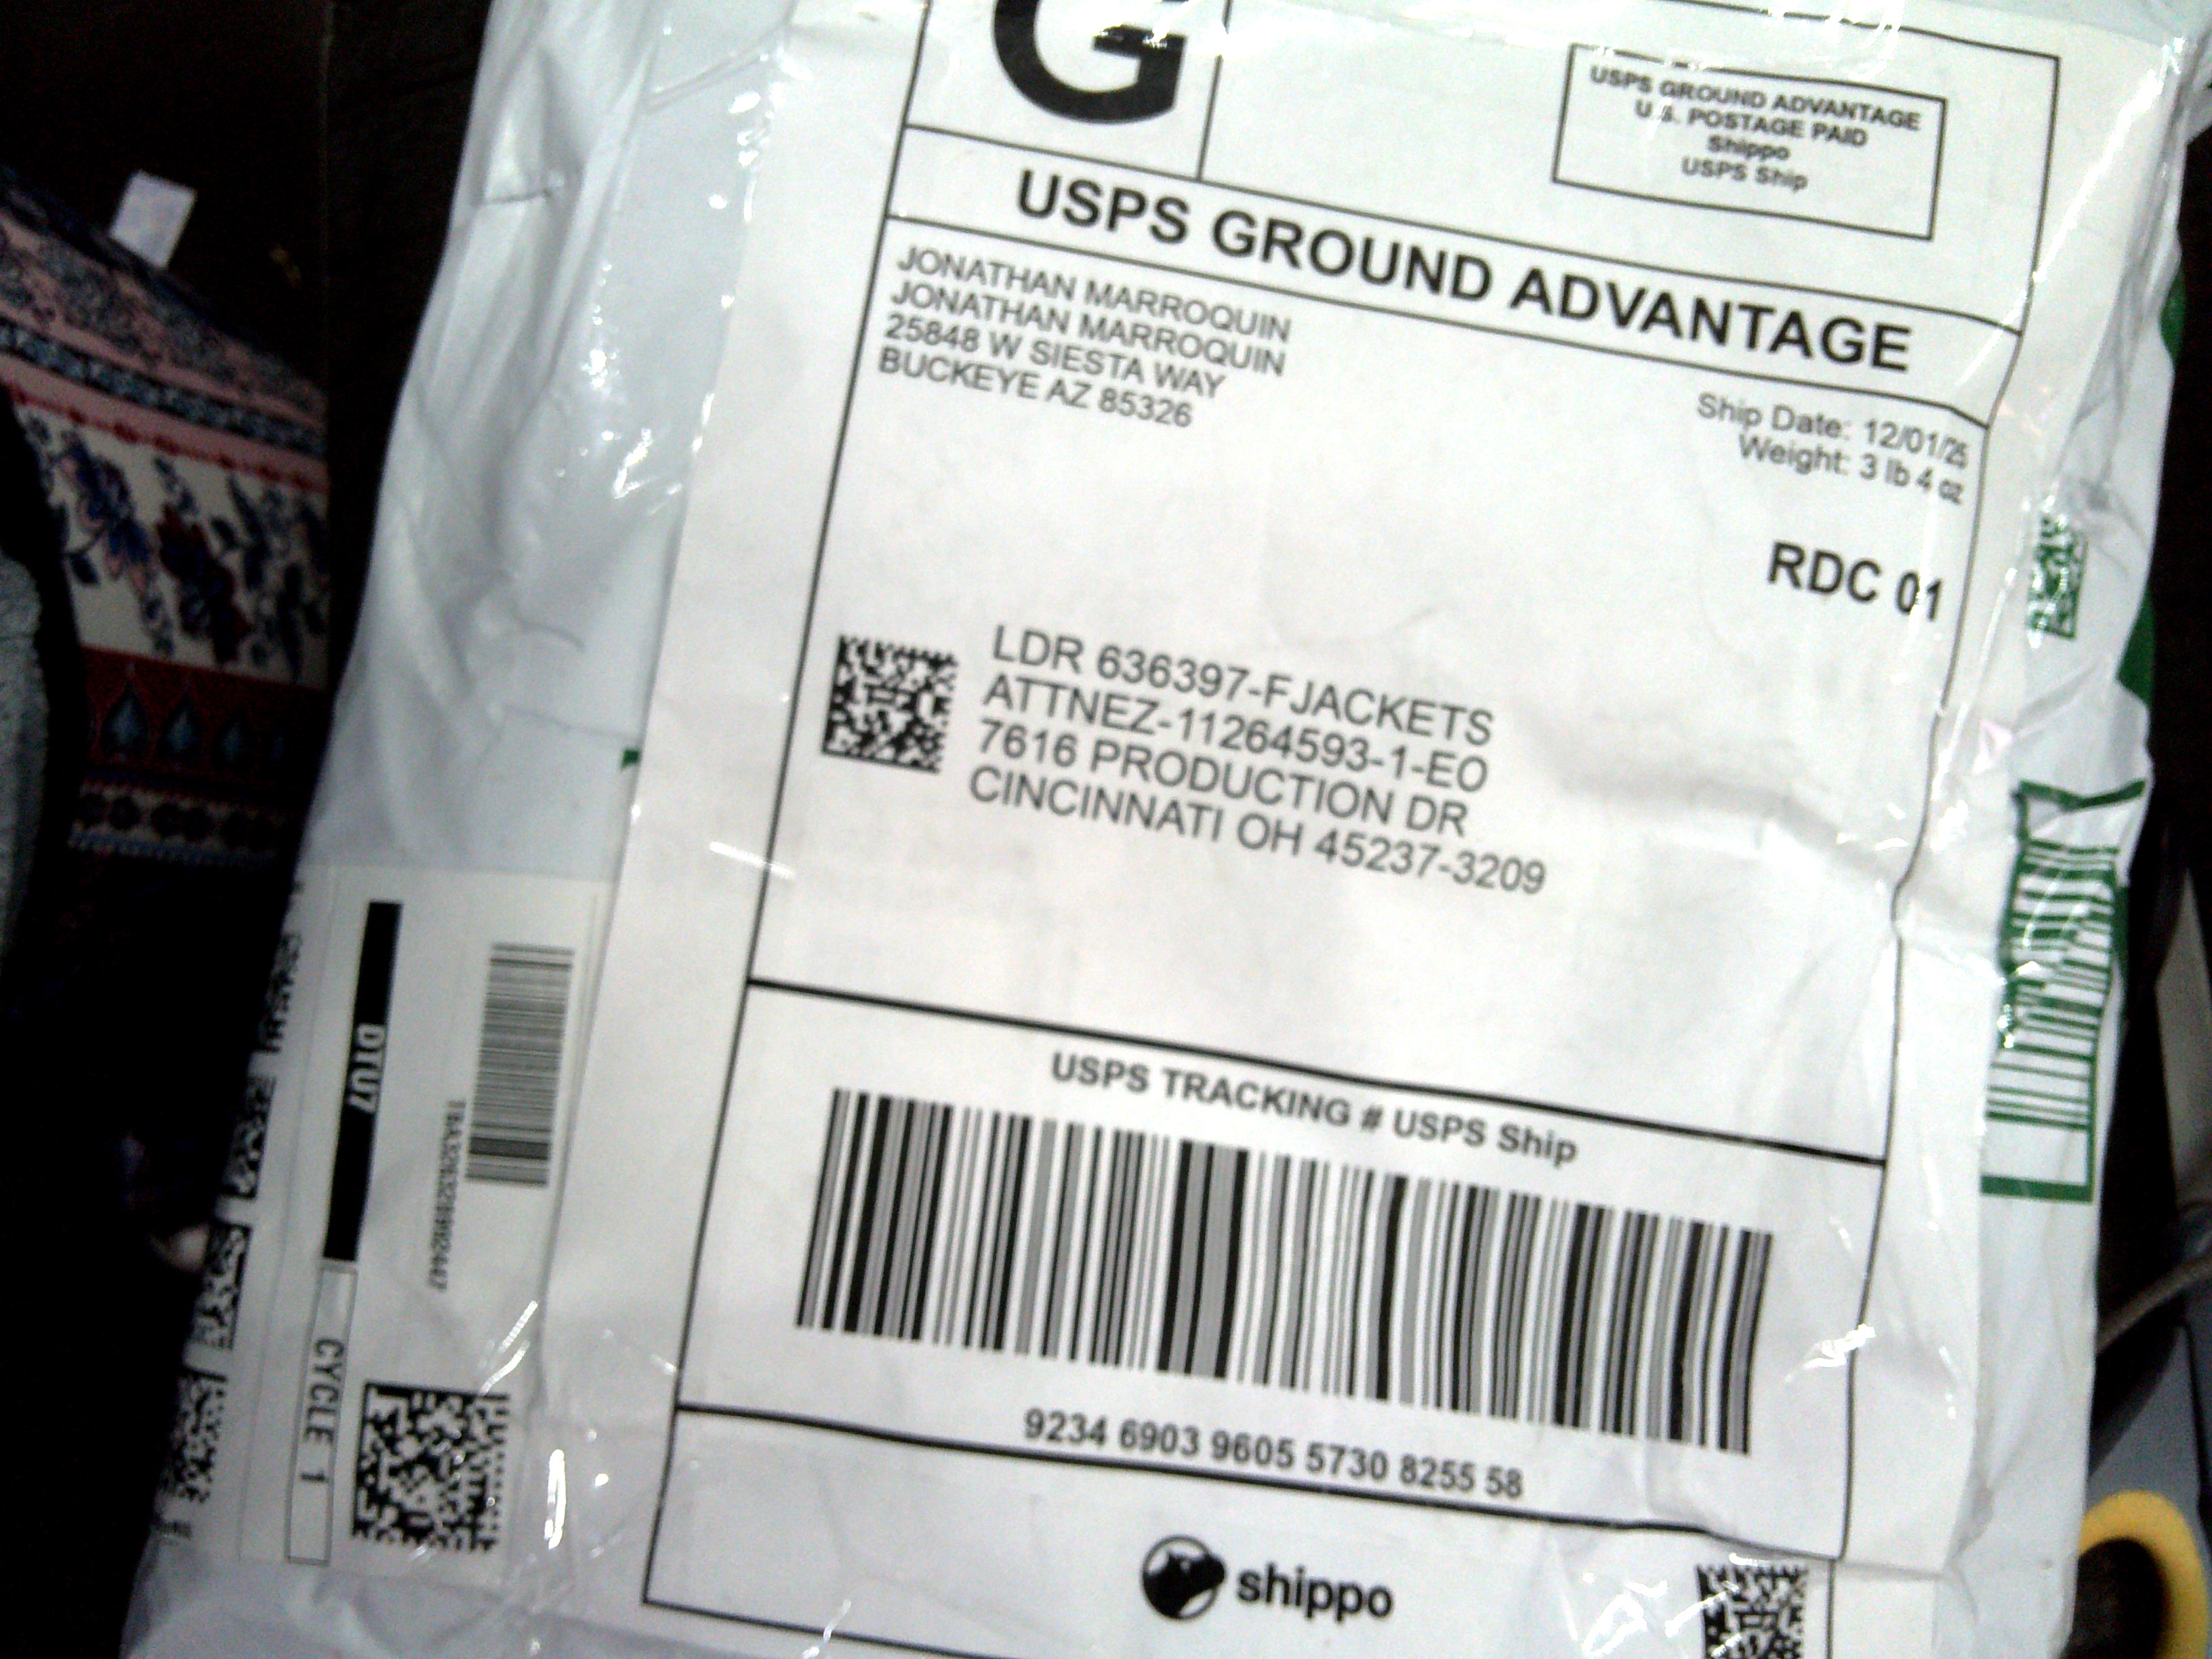 G
USPS GROUND ADVANTAGE
U.S. POSTAGE PAID
Shippo
USPS Ship
USPS GROUND ADVANTAGE
JONATHAN MARROQUIN
JONATHAN MARROQUIN
25848 W SIESTA WAY
BUCKEYE AZ 85326
Ship Date: 12/01/25
Weight: 3 lb 4 oz
RDC 01
LDR 636397-FJACKETS
ATTNEZ-11264593-1-EO
7616 PRODUCTION DR
CINCINNATI OH 45237-3209
USPS TRACKING # USPS Ship
9234 6903 9605 5730 8255 58
shippo
DTU7
CYCLE 1